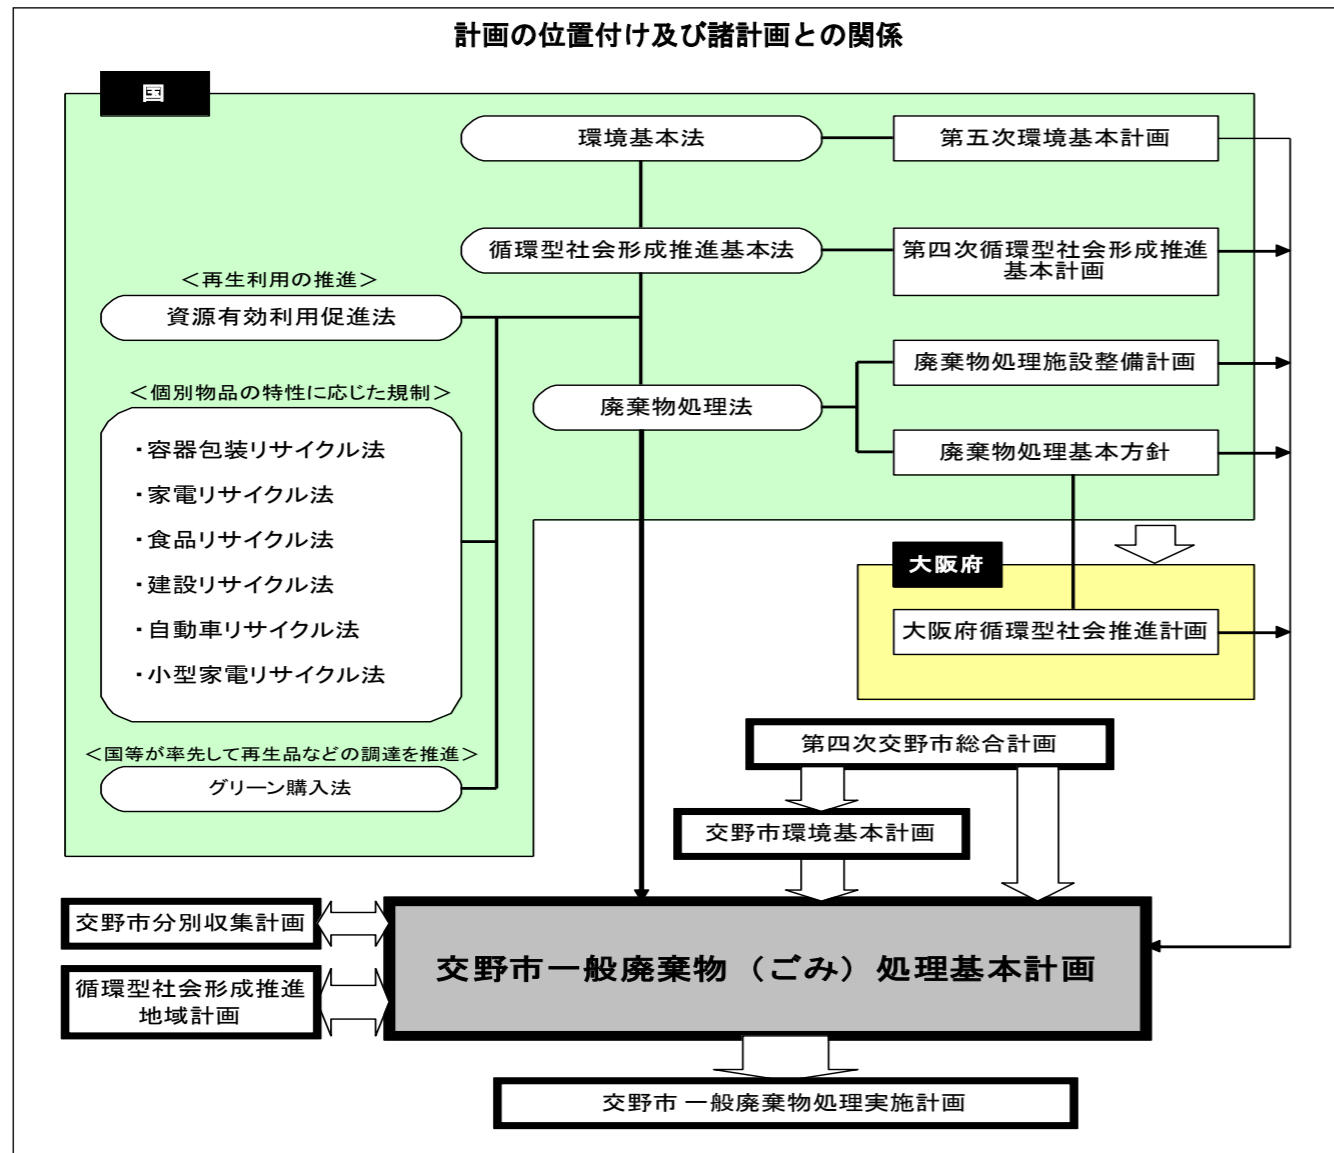 計画の位置付け及び諸計画との関係
国
環境基本法
第五次環境基本計画
循環型社会形成推進基本法
第四次循環型社会形成推進
基本計画
＜再生利用の推進＞
資源有効利用促進法
廃棄物処理施設整備計画
＜個別物品の特性に応じた規制＞
廃棄物処理法
・容器包装リサイクル法
廃棄物処理基本方針
・家電リサイクル法
・食品リサイクル法
・建設リサイクル法
・自動車リサイクル法
・小型家電リサイクル法
大阪府
大阪府循環型社会推進計画
＜国等が率先して再生品などの調達を推進＞
グリーン購入法
第四次交野市総合計画
交野市環境基本計画
交野市分別収集計画
循環型社会形成推進
地域計画
交野市一般廃棄物（ごみ）処理基本計画
交野市 一般廃棄物処理実施計画